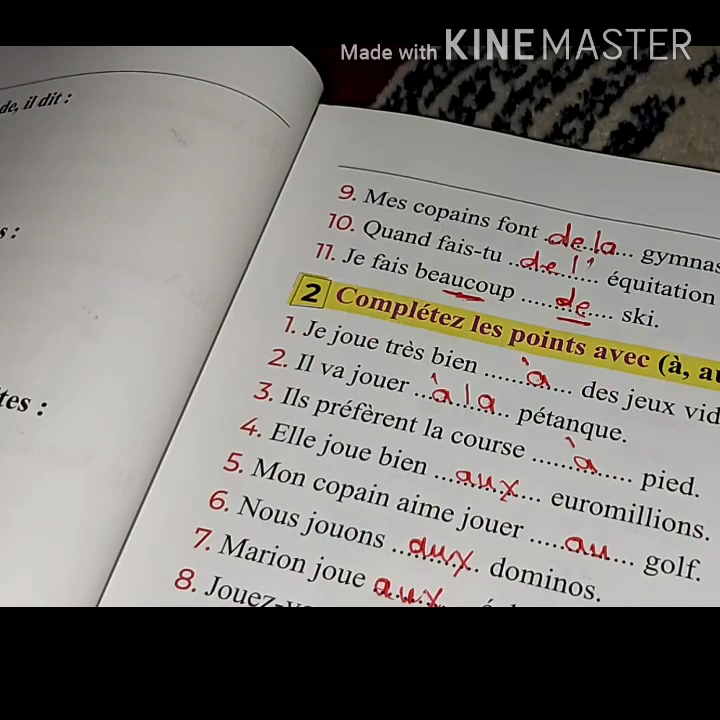 Made with KINEMASTER
de, il dit :
s :
tes :
9. Mes copains font ...de la... gymnas
10. Quand fais-tu ...de l'... équitation
11. Je fais beaucoup ...de... ski.
2 Complétez les points avec (à, au
1. Je joue très bien ...à... des jeux vid
2. Il va jouer ...à la... pétanque.
3. Ils préfèrent la course ...à... pied.
4. Elle joue bien ...aux... euromillions.
5. Mon copain aime jouer ...au... golf.
6. Nous jouons ...aux... dominos.
7. Marion joue aux
8. Jouez-v